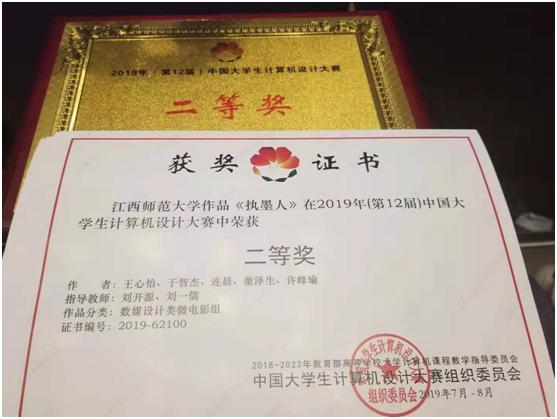 2019年(第12届)中国大学生计算机设计大赛
二等奖
获奖 证书
江西师范大学作品《执墨人》在2019年(第12届)中国大
学生计算机设计大赛中荣获
二等奖
作 者:王心怡、于智杰、连晨、董泽生、许峰瑜
指导教师:刘开源、刘一儒
作品分类:数媒设计类微电影组
证书编号:2019-62100
2018-2022年教育部高等学校大学计算机课程教学指导委员会
中国大学生计算机设计大赛组织委员会
组织委员会
2019年7月-8月